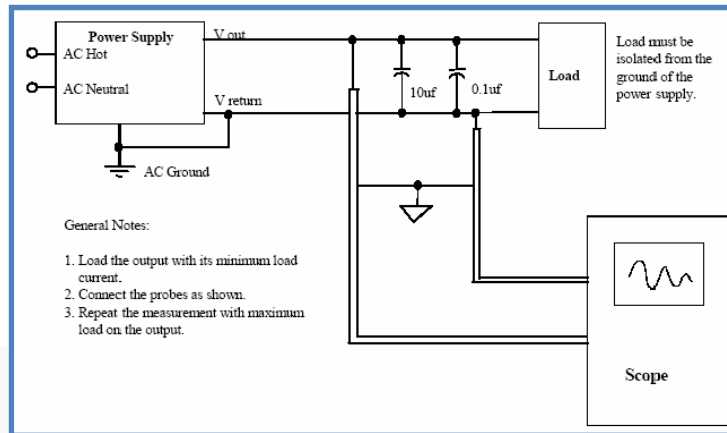 Power Supply
V out
AC Hot
AC Neutral
V return
AC Ground
10uf
0.1uf
Load
Load must be
isolated from the
ground of the
power supply.
General Notes:
1. Load the output with its minimum load
current.
2. Connect the probes as shown.
3. Repeat the measurement with maximum
load on the output.
Scope